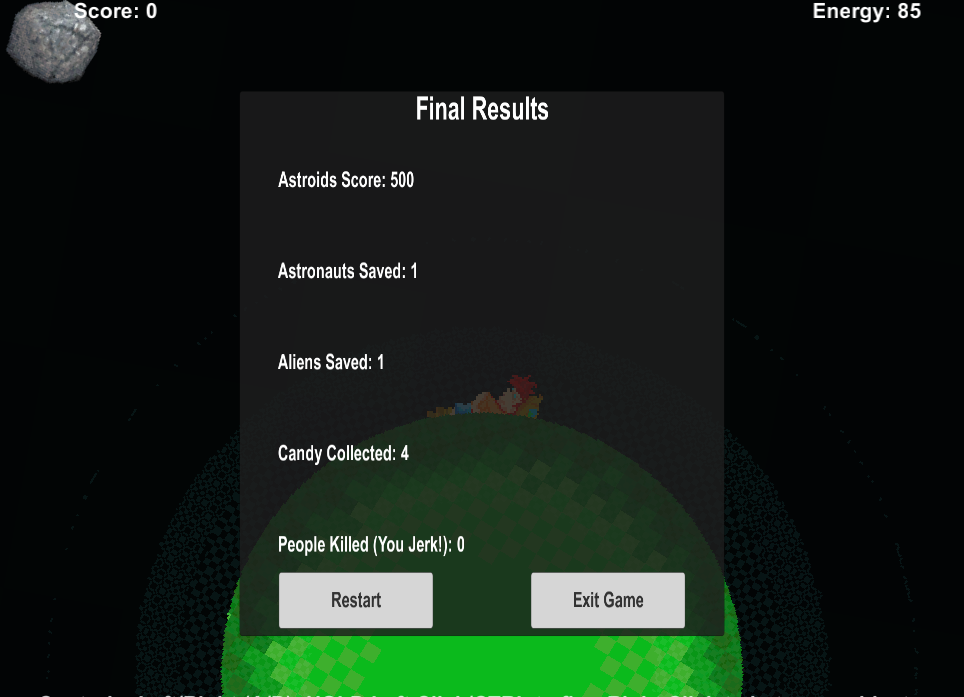 Score: 0
Energy: 85
Final Results
Astroids Score: 500
Astronauts Saved: 1
Aliens Saved: 1
Candy Collected: 4
People Killed (You Jerk!): 0
Restart
Exit Game